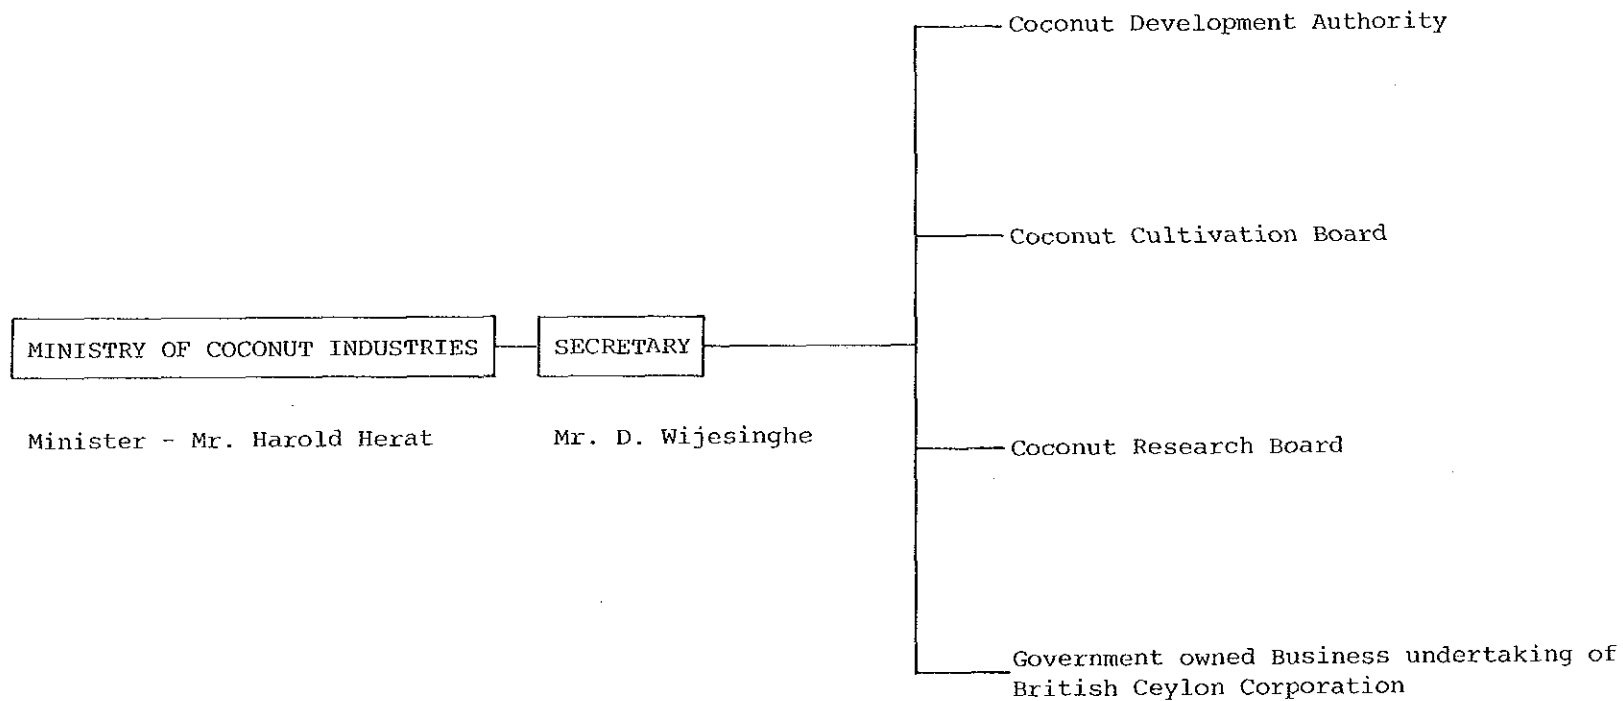 Coconut Development Authority
Coconut Cultivation Board
MINISTRY OF COCONUT INDUSTRIES
SECRETARY
Minister - Mr. Harold Herat
Mr. D. Wijesinghe
Coconut Research Board
Government owned Business undertaking of
British Ceylon Corporation